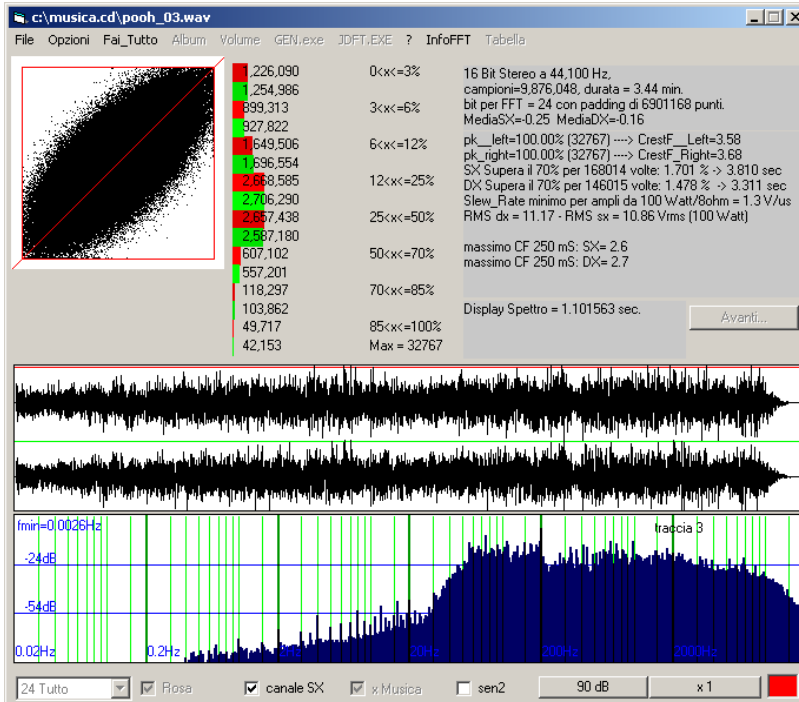 c:\musica.cd\pooh_03.wav
File Opzioni Fai_Tutto Album Volume GEN.exe JDFT.EXE ? InfoFFT Tabella
1,226,090 0<x<=3%
1,254,986
899,313 3<x<=6%
927,822
1,649,506 6<x<=12%
1,696,554
2,668,585 12<x<=25%
2,706,290
2,657,438 25<x<=50%
2,587,180
607,102 50<x<=70%
557,201
118,297 70<x<=85%
103,862
49,717 85<x<=100%
42,153 Max = 32767
16 Bit Stereo a 44,100 Hz,
campioni=9,876,048, durata = 3.44 min.
bit per FFT = 24 con padding di 6901168 punti.
MediaSX=-0.25 MediaDX=-0.16
pk__left=100.00% (32767) ----> CrestF__Left=3.58
pk_right=100.00% (32767) ----> CrestF_Right=3.68
SX Supera il 70% per 168014 volte: 1.701 % -> 3.810 sec
DX Supera il 70% per 146015 volte: 1.478 % -> 3.311 sec
Slew_Rate minimo per ampli da 100 Watt/8ohm = 1.3 V/us
RMS dx = 11.17 - RMS sx = 10.86 Vrms (100 Watt)
massimo CF 250 mS: SX= 2.6
massimo CF 250 mS: DX= 2.7
Display Spettro = 1.101563 sec.
Avanti...
fmin=0.0026Hz
traccia 3
-24dB
-54dB
0.02Hz 0.2Hz 2Hz 20Hz 200Hz 2000Hz
24 Tutto Rosa canale SX x Musica sen2 90 dB x 1